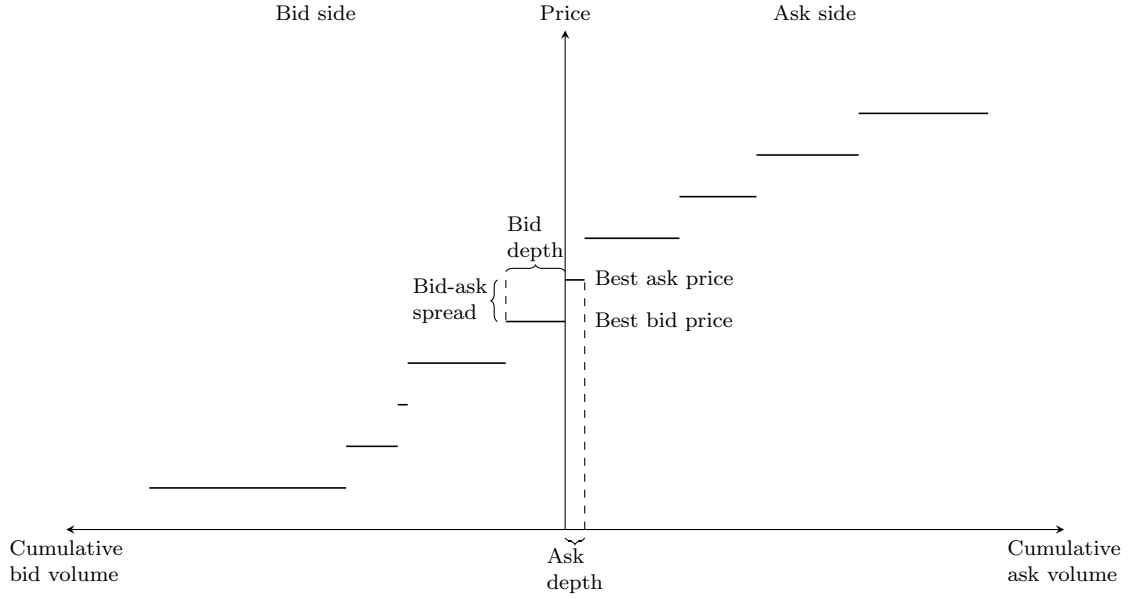 Bid side
Price
Ask side
Bid
depth
Bid-ask
spread
Best ask price
Best bid price
Cumulative
bid volume
Ask
depth
Cumulative
ask volume